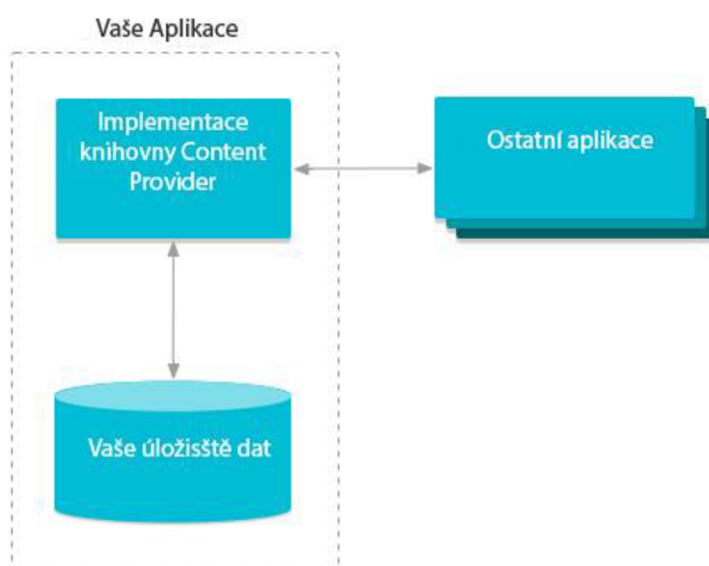 Vaše Aplikace
Implementace
knihovny Content
Provider
Ostatní aplikace
Vaše úložisště dat